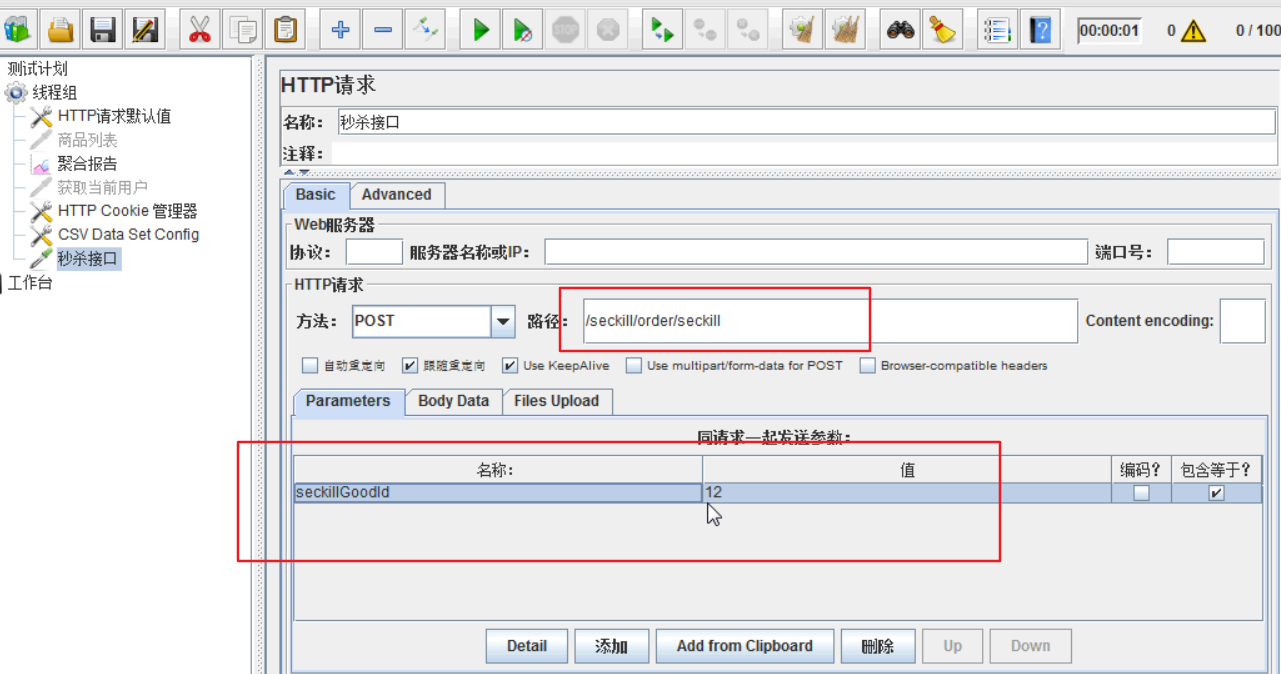 STOP
00:00:01 0 0 / 100
测试计划
线程组
HTTP请求默认值
商品列表
聚合报告
获取当前用户
HTTP Cookie 管理器
CSV Data Set Config
秒杀接口
工作台
HTTP请求
名称： 秒杀接口
注释：
Basic Advanced
Web服务器
协议： 服务器名称或IP： 端口号：
HTTP请求
方法： POST 路径： /seckill/order/seckill Content encoding:
自动重定向 跟随重定向 Use KeepAlive Use multipart/form-data for POST Browser-compatible headers
Parameters Body Data Files Upload
同请求一起发送参数：
名称： 值 编码? 包含等于?
seckillGoodId 12
Detail 添加 Add from Clipboard 删除 Up Down